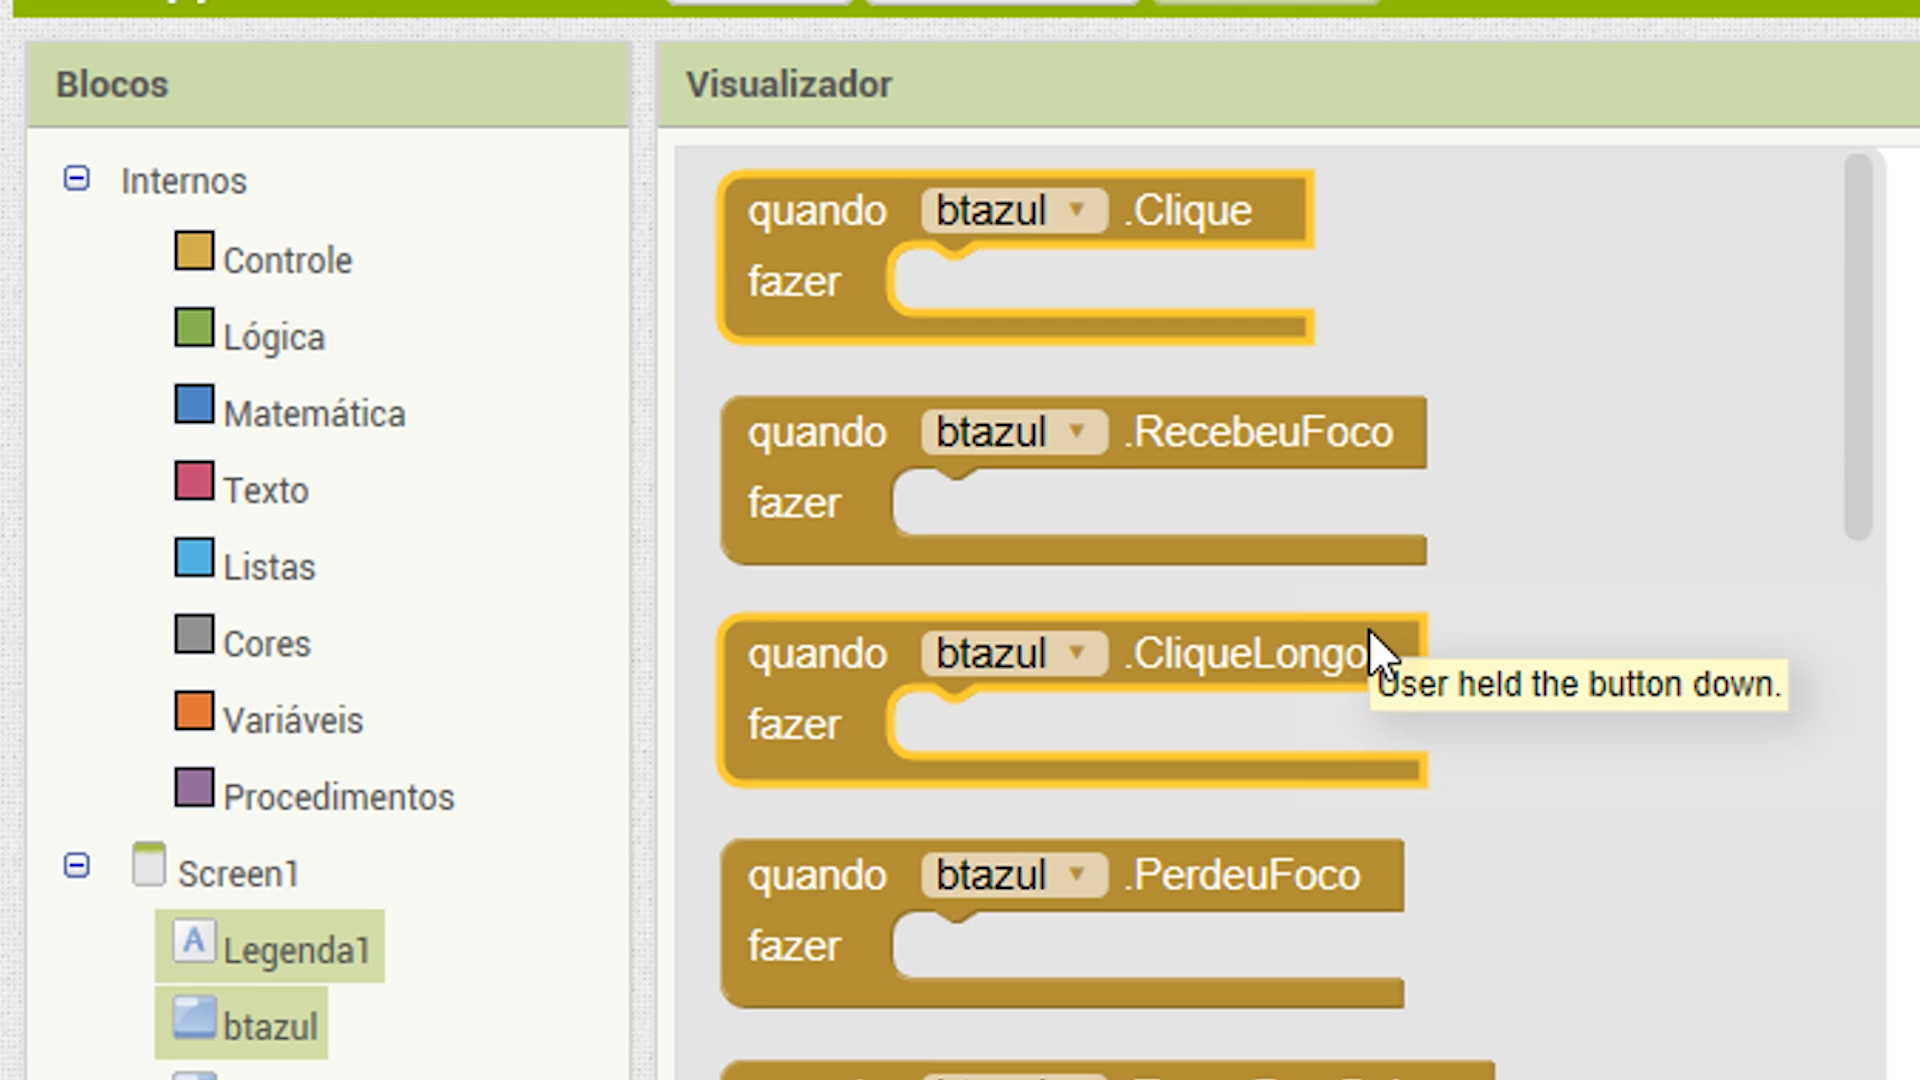 Blocos
Internos
Controle
Lógica
Matemática
Texto
Listas
Cores
Variáveis
Procedimentos
Screen1
A Legenda1
btazul
Visualizador
quando btazul .Clique
fazer
quando btazul .RecebeuFoco
fazer
quando btazul .CliqueLongo
User held the button down.
fazer
quando btazul .PerdeuFoco
fazer